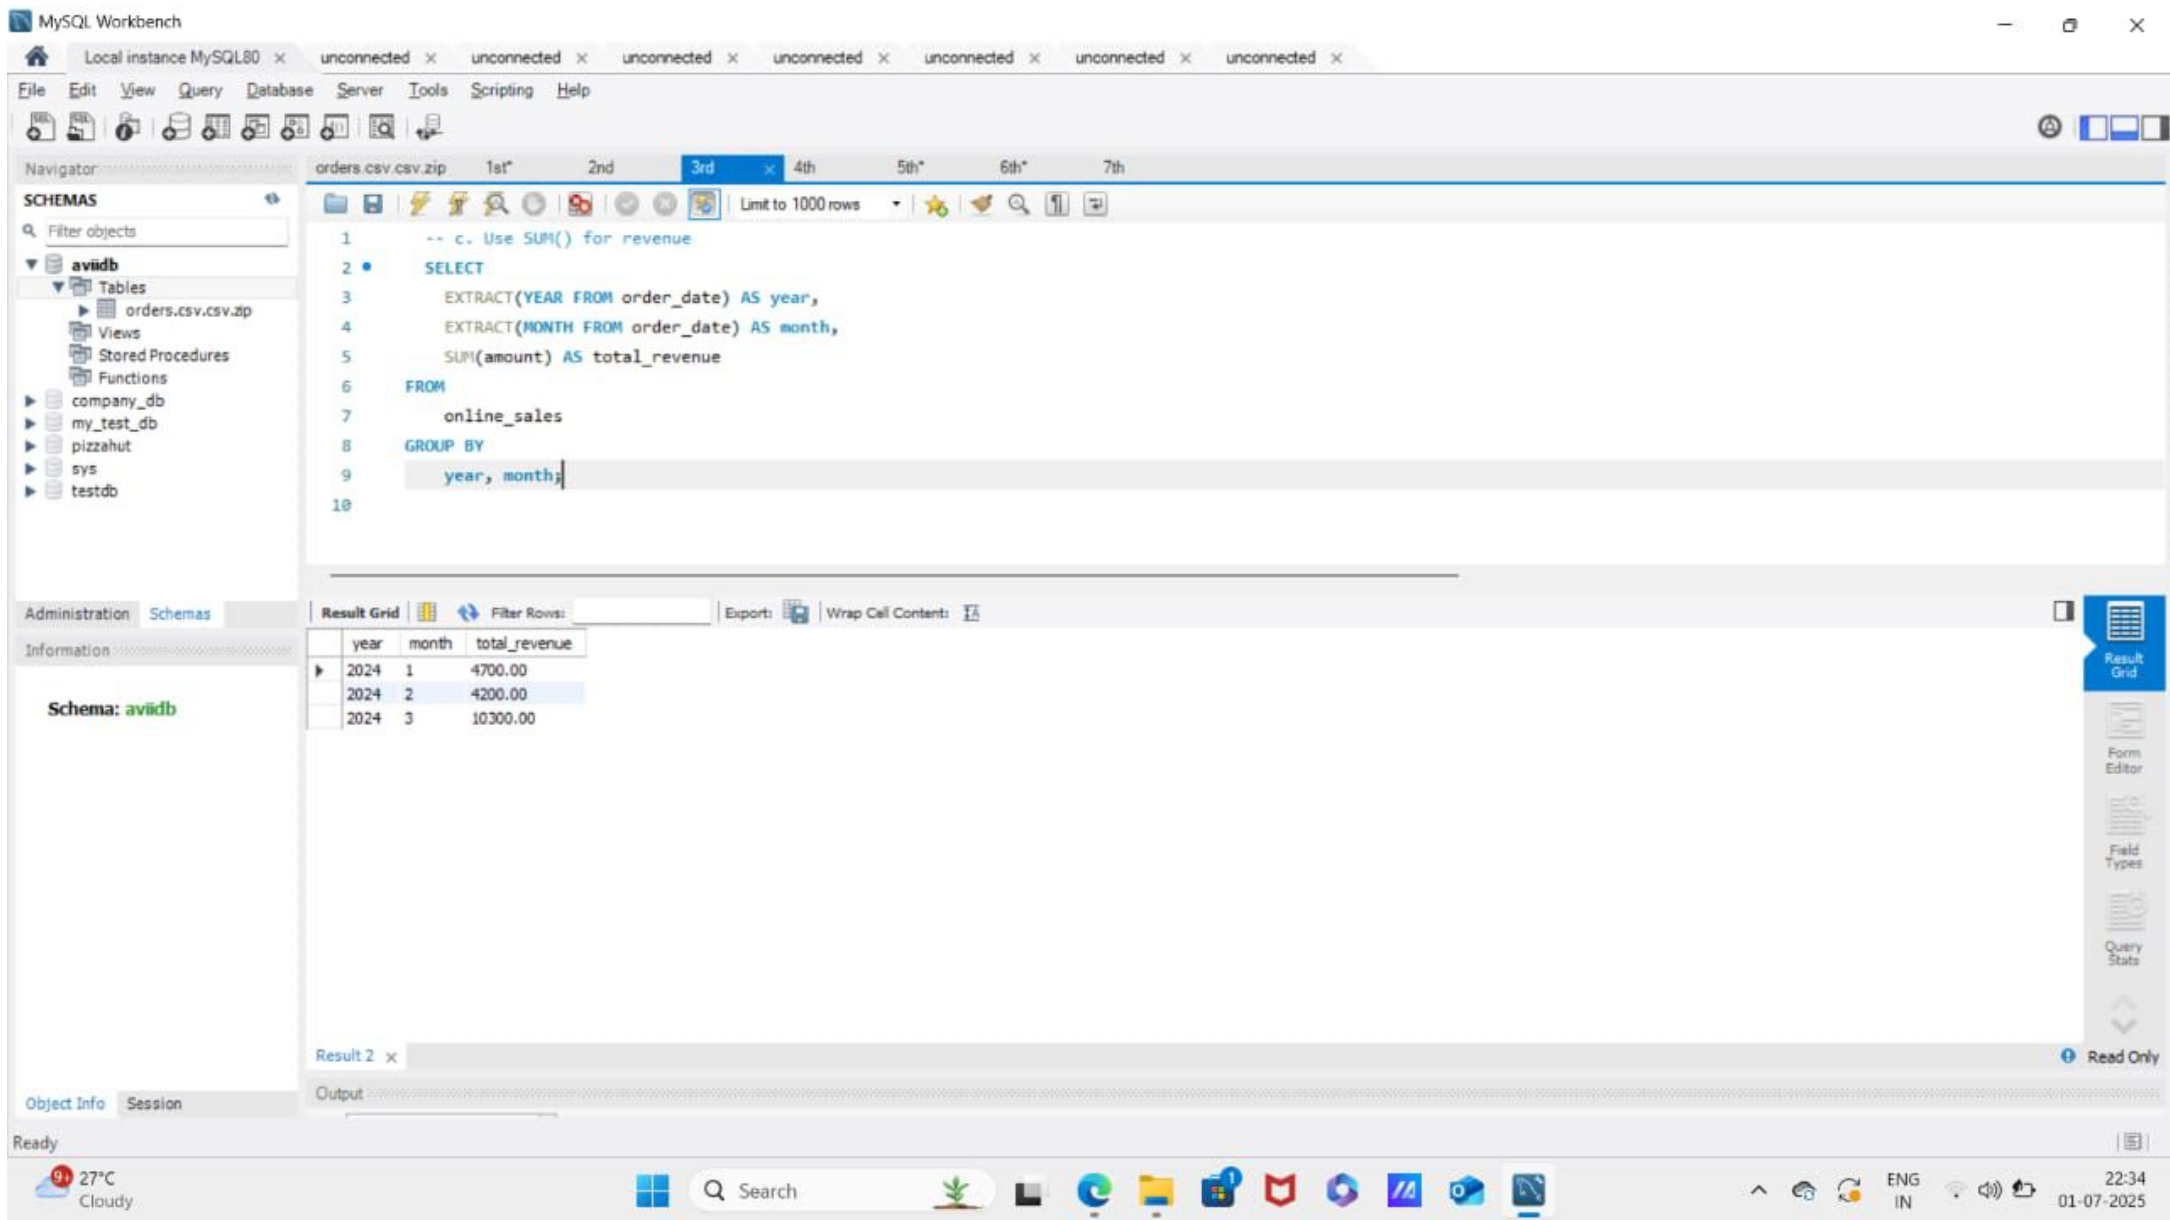 MySQL Workbench
Local instance MySQL80 unconnected unconnected unconnected unconnected unconnected unconnected unconnected
File Edit View Query Database Server Tools Scripting Help
Navigator
orders.csv.csv.zip 1st* 2nd 3rd 4th 5th* 6th* 7th
SCHEMAS
Limit to 1000 rows
Filter objects
aviidb
Tables
orders.csv.csv.zip
Views
Stored Procedures
Functions
company_db
my_test_db
pizzahut
sys
testdb
1 -- c. Use SUM() for revenue
2 SELECT
3 EXTRACT(YEAR FROM order_date) AS year,
4 EXTRACT(MONTH FROM order_date) AS month,
5 SUM(amount) AS total_revenue
6 FROM
7 online_sales
8 GROUP BY
9 year, month;
10
Administration Schemas
Information
Schema: aviidb
Result Grid Filter Rows: Export: Wrap Cell Content:
year month total_revenue
2024 1 4700.00
2024 2 4200.00
2024 3 10300.00
Result Grid
Form Editor
Field Types
Query Stats
Result 2
Read Only
Output
Object Info Session
Ready
9+
27°C
Cloudy
Search
1
ENG
IN
22:34
01-07-2025